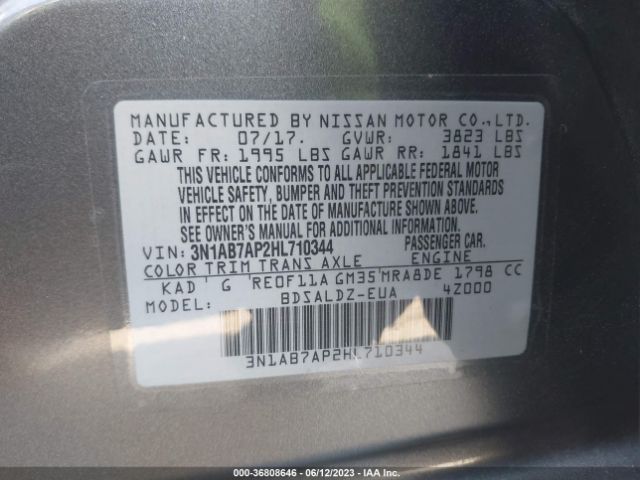 MANUFACTURED BY NISSAN MOTOR CO.,LTD.
DATE: 07/17. GVWR: 3823 LBS
GAWR FR: 1995 LBS GAWR RR: 1841 LBS
THIS VEHICLE CONFORMS TO ALL APPLICABLE FEDERAL MOTOR
VEHICLE SAFETY, BUMPER AND THEFT PREVENTION STANDARDS
IN EFFECT ON THE DATE OF MANUFACTURE SHOWN ABOVE.
SEE OWNER'S MANUAL FOR ADDITIONAL INFORMATION.
VIN: 3N1AB7AP2HL710344 PASSENGER CAR.
COLOR TRIM TRANS AXLE ENGINE
KAD G RE0F11A GM35 MRA8DE 1798 CC
MODEL: BDSALDZ-EUA 4Z000
3N1AB7AP2HL710344
000-36808646 - 06/12/2023 - IAA Inc.